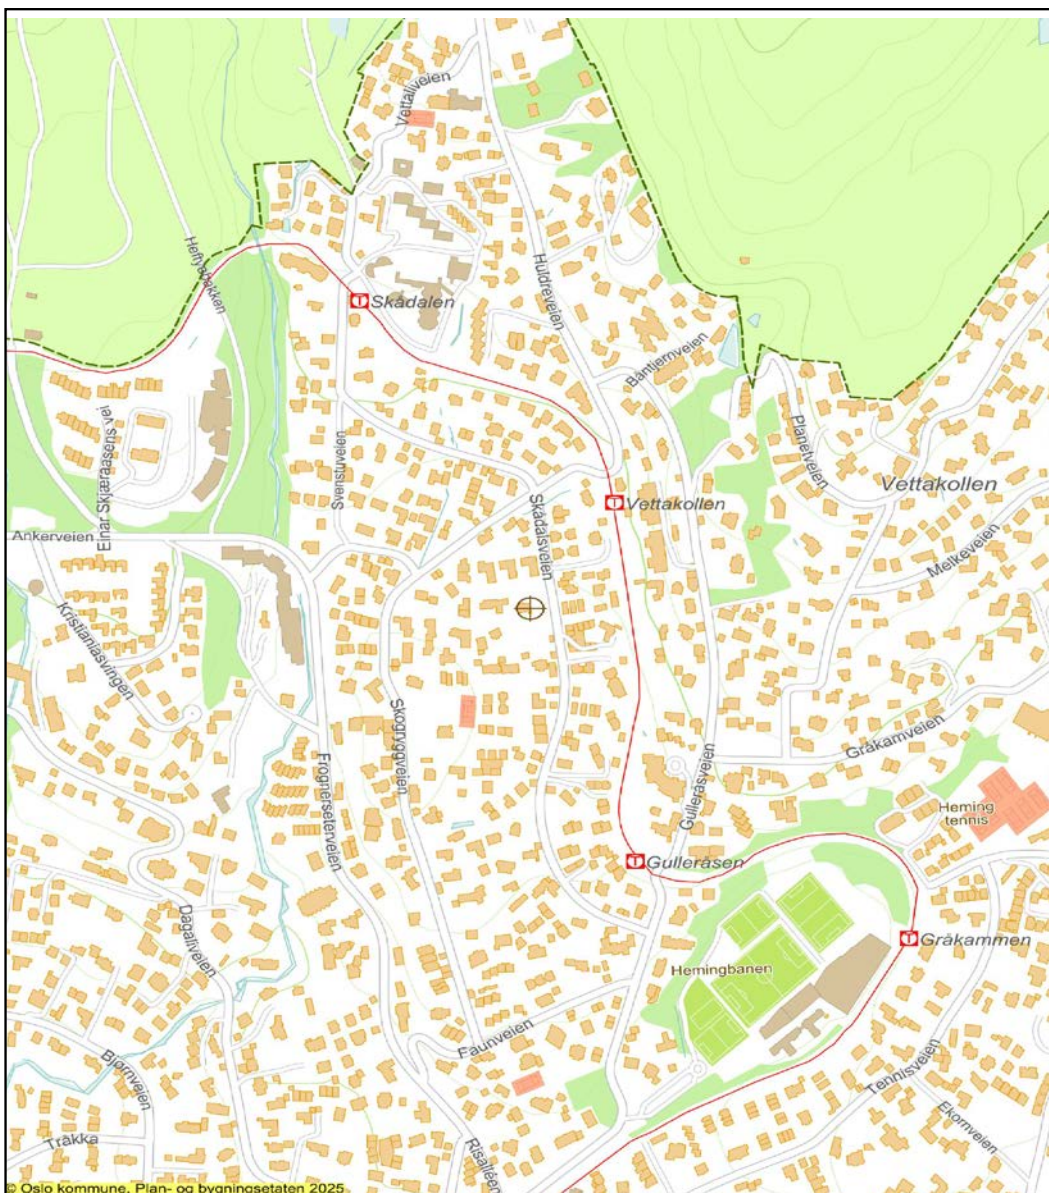 Vettaliveien
Heftyebakken
Huldreveien
Skådalen
Båntjernveien
Planetveien
Einar Skjæraasens vei
Svenstuveien
Vettakollen
Vettakollen
Skådalsveien
Melkeveien
Ankerveien
Kristianiasvingen
Skogryggveien
Gråkamveien
Frognerseterveien
Gulleråsveien
Heming
tennis
Gulleråsen
Dagaliveien
Gråkammen
Hemingbanen
Faunveien
Bjørnveien
Tennisveien
Ekornveien
Tråkka
Risalléen
© Oslo kommune, Plan- og bygningsetaten 2025